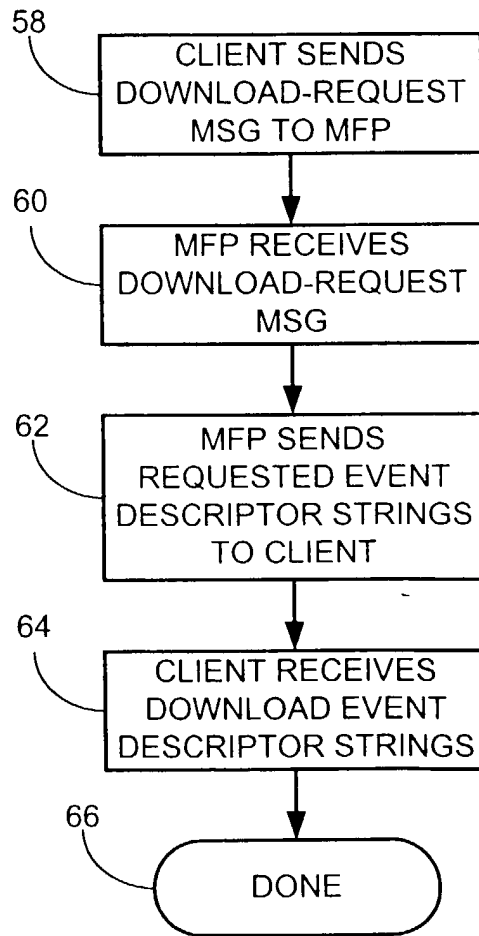 58
CLIENT SENDS
DOWNLOAD-REQUEST
MSG TO MFP
60
MFP RECEIVES
DOWNLOAD-REQUEST
MSG
62
MFP SENDS
REQUESTED EVENT
DESCRIPTOR STRINGS
TO CLIENT
64
CLIENT RECEIVES
DOWNLOAD EVENT
DESCRIPTOR STRINGS
66
DONE